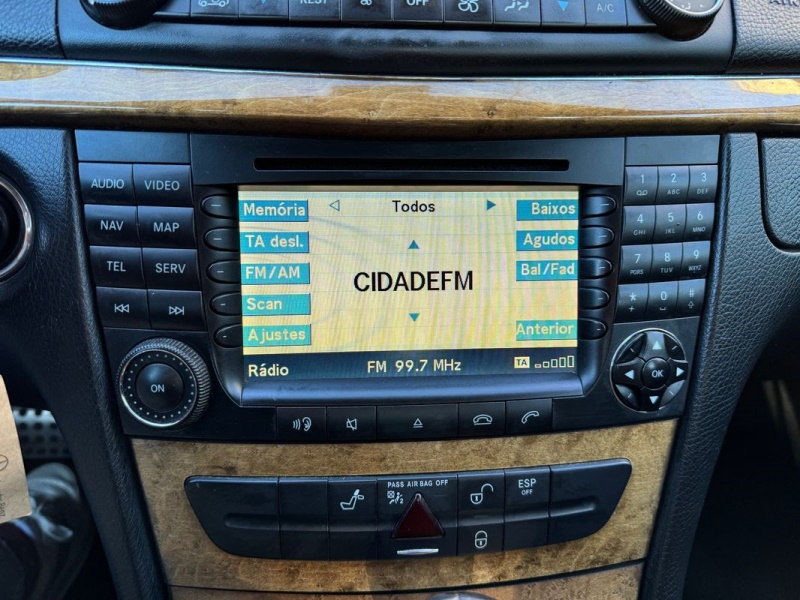 REST
OFF
A/C
AUDIO VIDEO
NAV MAP
TEL SERV
ON
Memória
TA desl.
FM/AM
Scan
Ajustes
Todos
CIDADEFM
Baixos
Agudos
Bal/Fad
Anterior
Rádio FM 99.7 MHz TA
1 2 ABC 3 DEF
4 GHI 5 JKL 6 MNO
7 PQRS 8 TUV 9 WXYZ
* 0 #
OK
PASS AIR BAG OFF
ESP
OFF